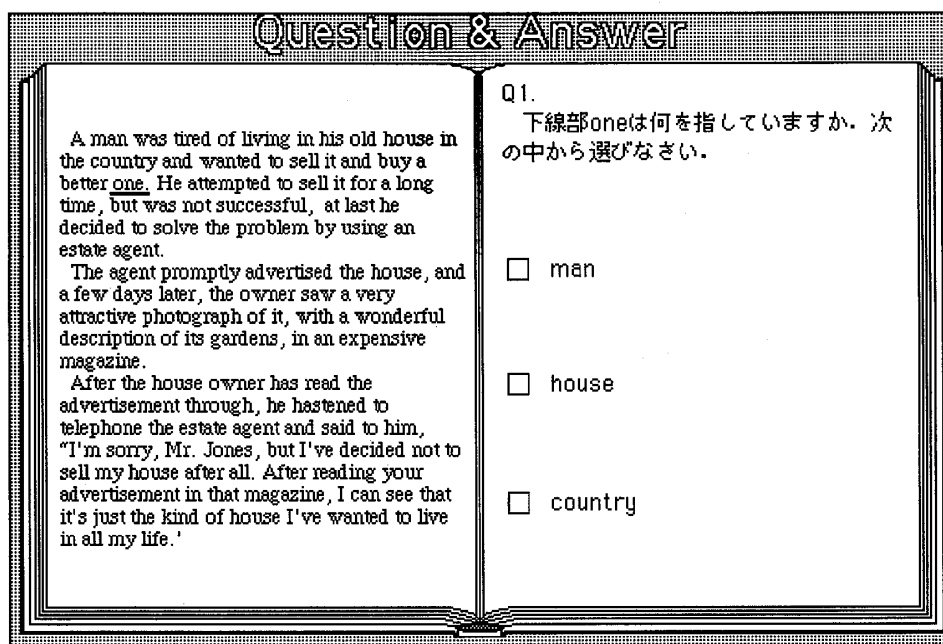 Question & Answer
A man was tired of living in his old house in
the country and wanted to sell it and buy a
better one. He attempted to sell it for a long
time, but was not successful, at last he
decided to solve the problem by using an
estate agent.
The agent promptly advertised the house, and
a few days later, the owner saw a very
attractive photograph of it, with a wonderful
description of its gardens, in an expensive
magazine.
After the house owner has read the
advertisement through, he hastened to
telephone the estate agent and said to him,
"I'm sorry, Mr. Jones, but I've decided not to
sell my house after all. After reading your
advertisement in that magazine, I can see that
it's just the kind of house I've wanted to live
in all my life.'
Q1.
下線部oneは何を指していますか. 次
の中から選びなさい.
man
house
country